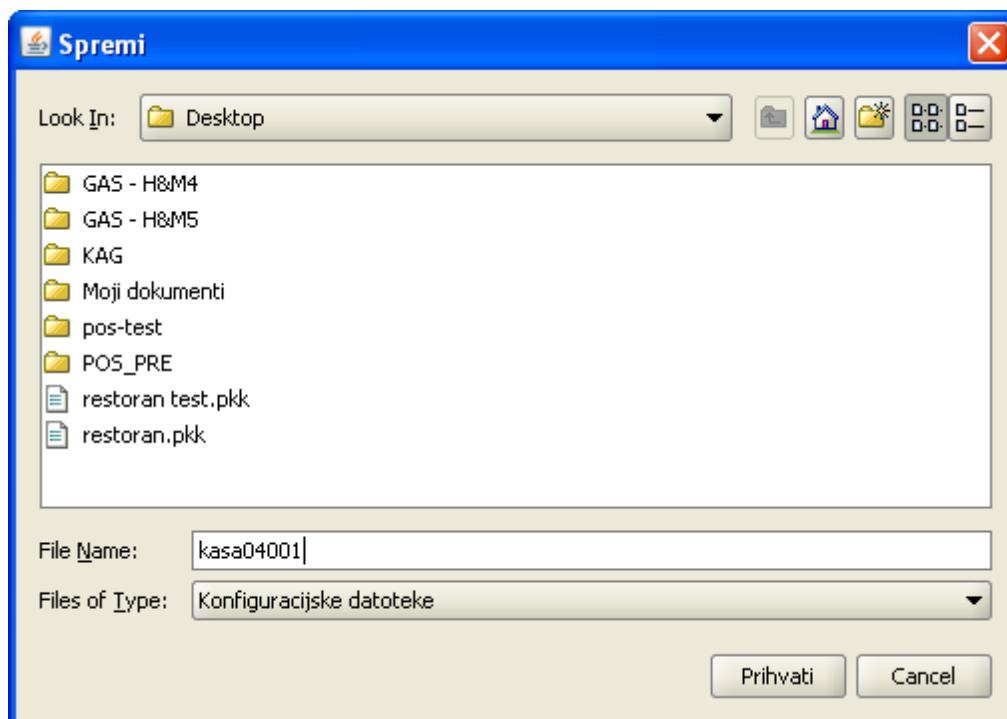 Spremi
Look In: Desktop
GAS - H&M4
GAS - H&M5
KAG
Moji dokumenti
pos-test
POS_PRE
restoran test.pkk
restoran.pkk
File Name: kasa04001
Files of Type: Konfiguracijske datoteke
Prihvati Cancel